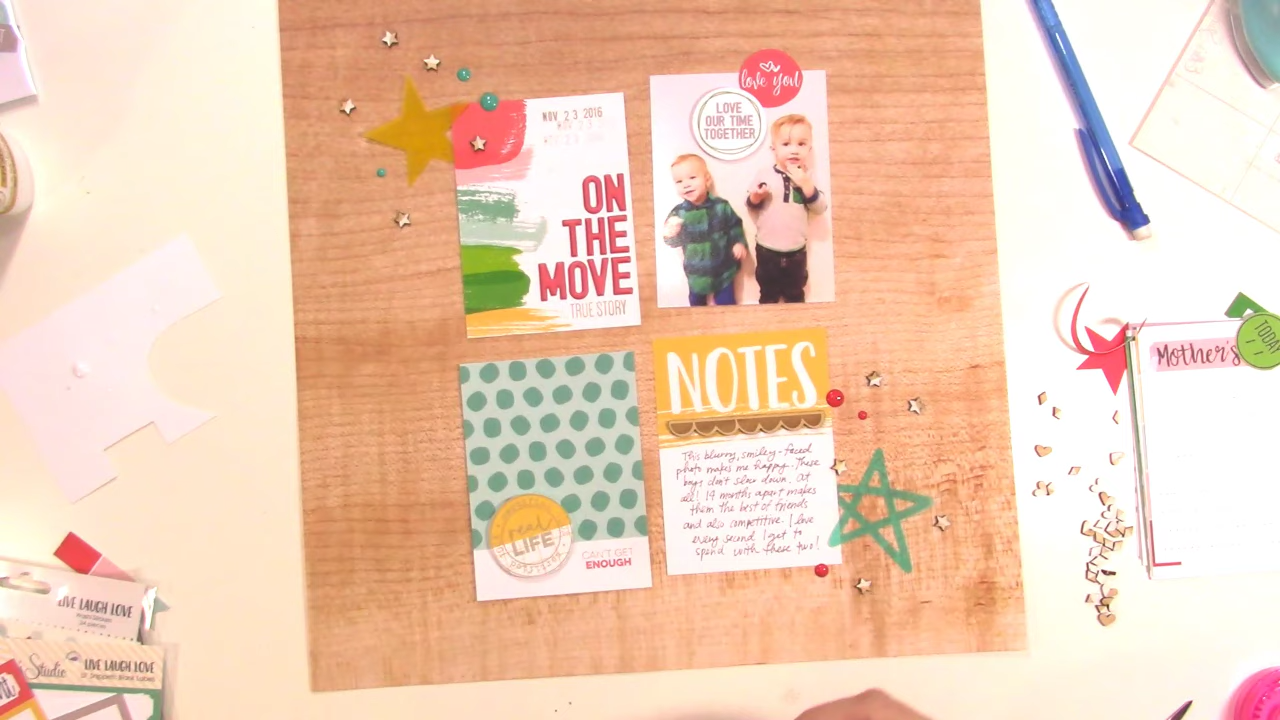 NOV 23 2016
ON
THE
MOVE
TRUE STORY
love you
LOVE
OUR TIME
TOGETHER
real
LIFE
CAN'T GET
ENOUGH
NOTES
This blurry, smiley-faced
photo makes me happy. These
boys don't slow down. At
all! 14 months apart makes
them the best of friends
and also competitive. I love
every second I get to
spend with these two!
Mother's
TODAY
LIVE LAUGH LOVE
Studio
LIVE LAUGH LOVE